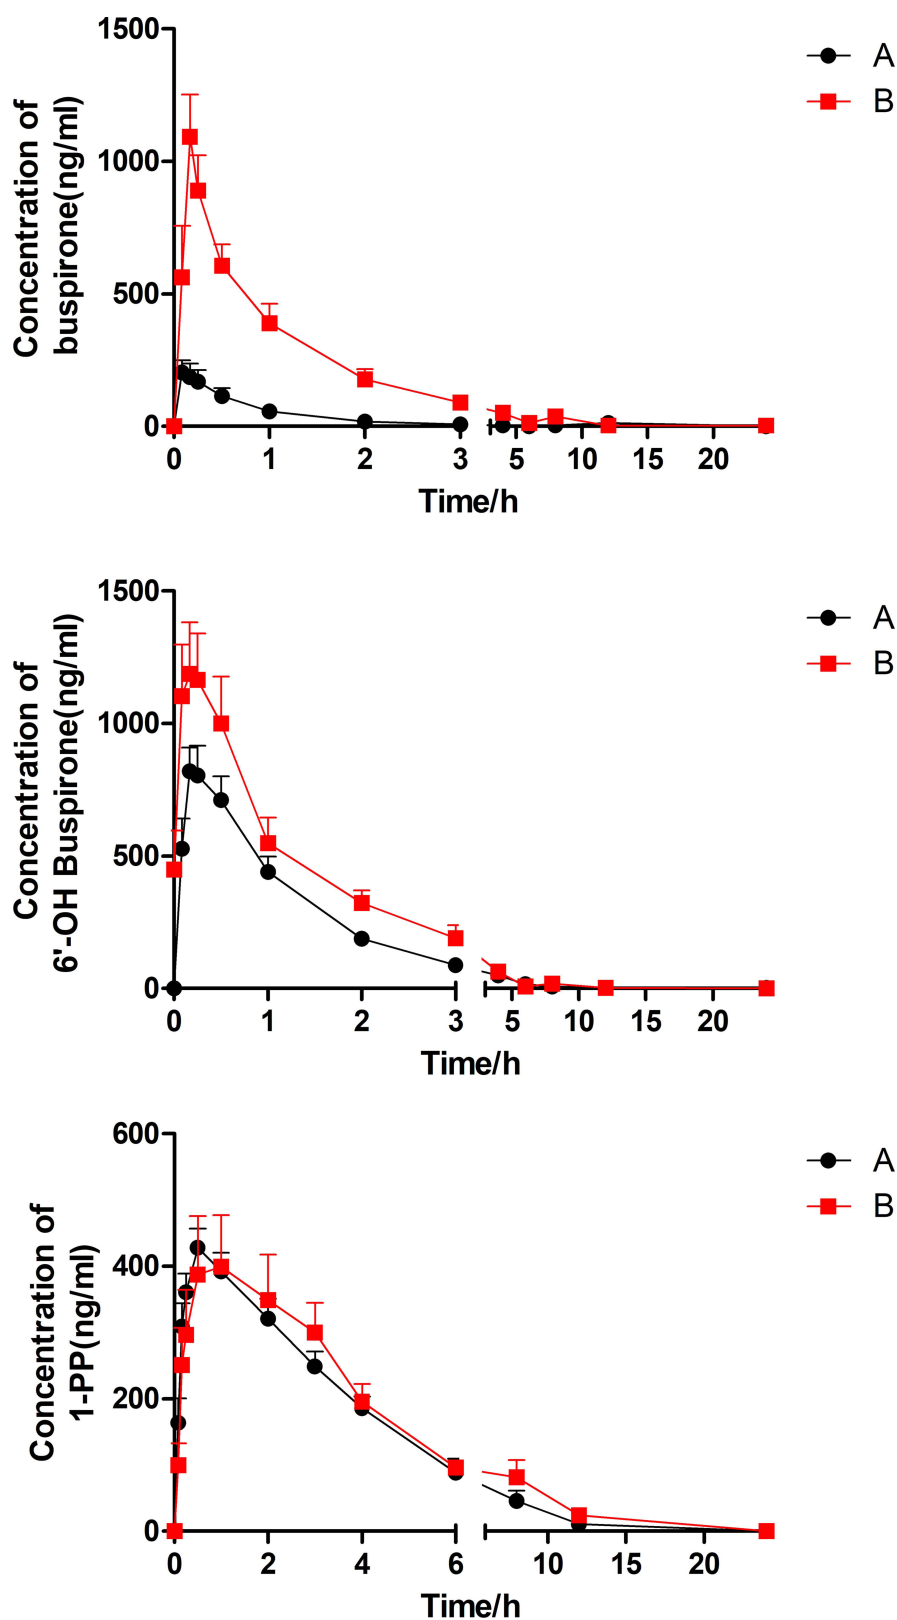 1500
1000
500
0
Concentration of
buspirone(ng/ml)
A
B
0 1 2 3 5 10 15 20
Time/h
1500
1000
500
0
Concentration of
6'-OH Buspirone(ng/ml)
A
B
0 1 2 3 5 10 15 20
Time/h
600
400
200
0
Concentration of
1-PP(ng/ml)
A
B
0 2 4 6 10 15 20
Time/h